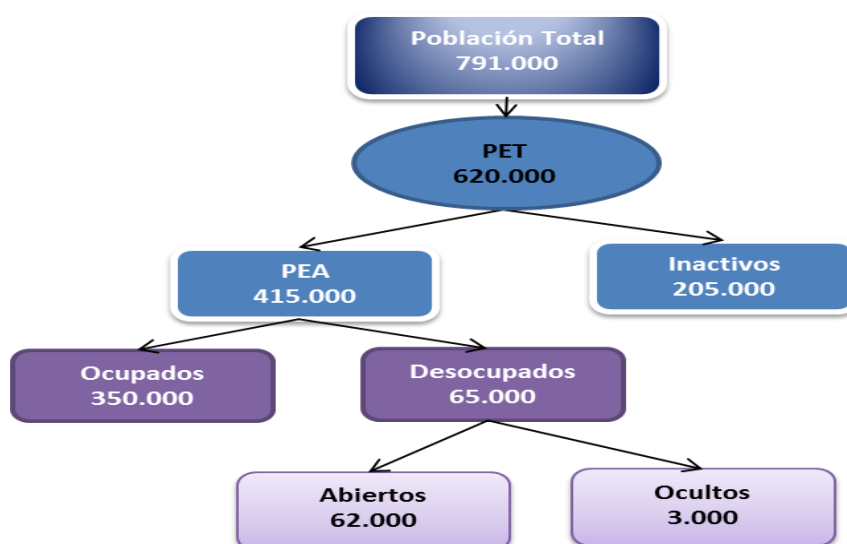 Población Total
791.000
PET
620.000
PEA
415.000
Inactivos
205.000
Ocupados
350.000
Desocupados
65.000
Abiertos
62.000
Ocultos
3.000